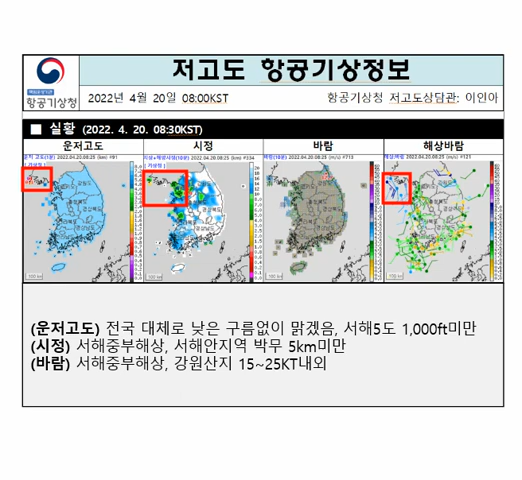 저고도 항공기상정보
항공기상청
2022년 4월 20일 08:00KST
항공기상청 저고도상담관: 이인아
■ 실황 (2022. 4. 20. 08:30KST)
운저고도 시정 바람 해상바람
(운저고도) 전국 대체로 낮은 구름없이 맑겠음, 서해5도 1,000ft미만
(시정) 서해중부해상, 서해안지역 박무 5km미만
(바람) 서해중부해상, 강원산지 15~25KT내외